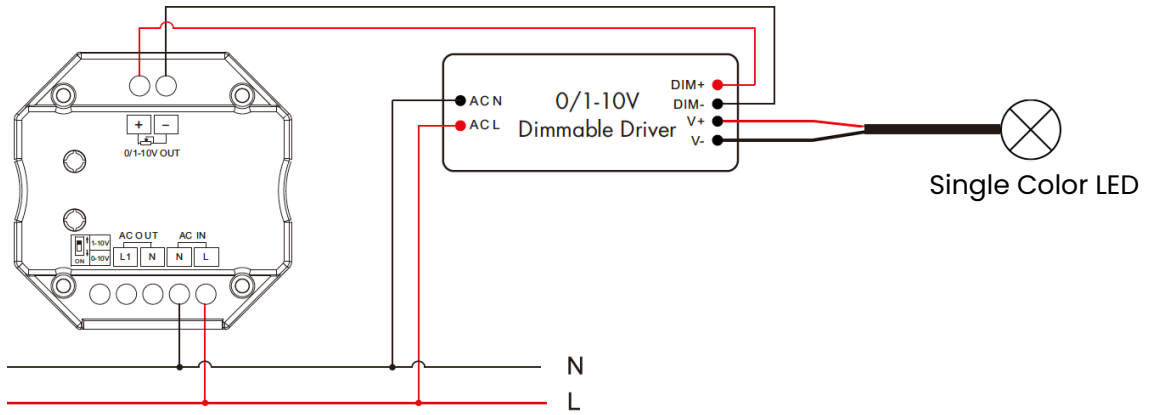 + −
0/1-10V OUT
AC OUT AC IN
1-10V
ON 0-10V
L1 N N L
AC N
AC L
0/1-10V
Dimmable Driver
DIM+
DIM-
V+
V-
Single Color LED
N
L